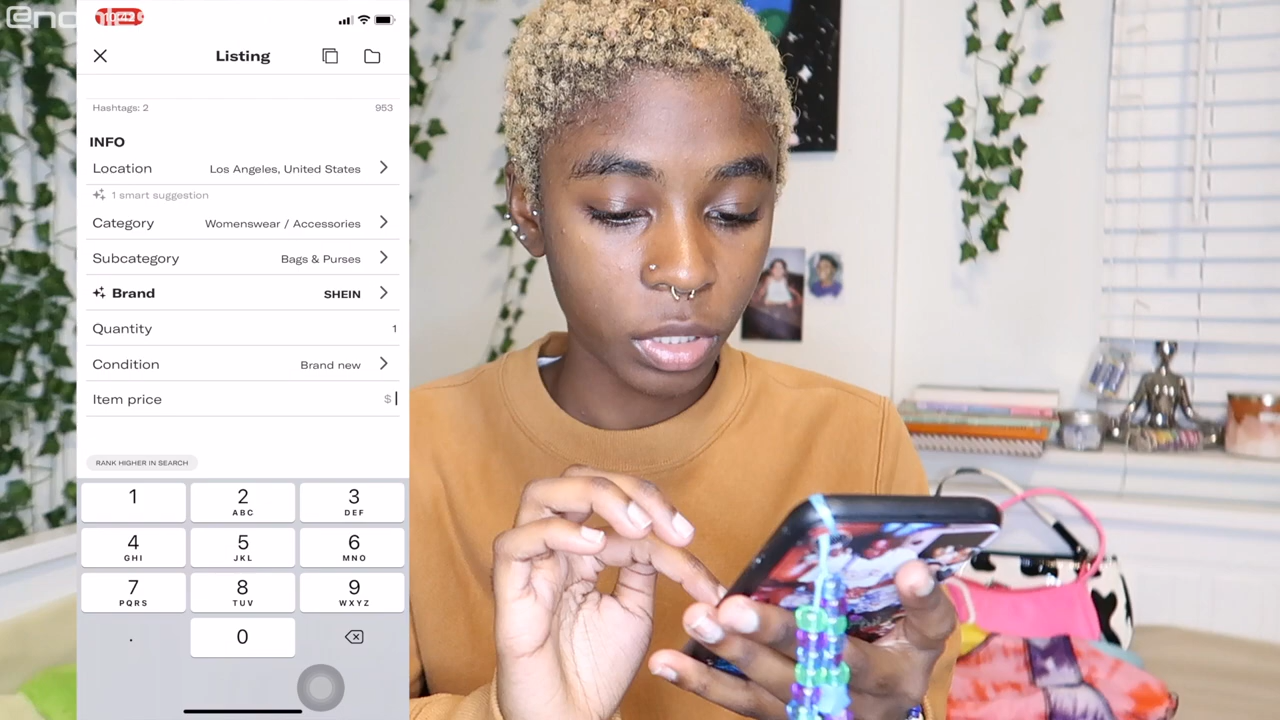 Listing
Hashtags: 2 953
INFO
Location Los Angeles, United States
1 smart suggestion
Category Womenswear / Accessories
Subcategory Bags & Purses
Brand SHEIN
Quantity 1
Condition Brand new
Item price $
RANK HIGHER IN SEARCH
1 2 3
ABC DEF
4 5 6
GHI JKL MNO
7 8 9
PQRS TUV WXYZ
. 0